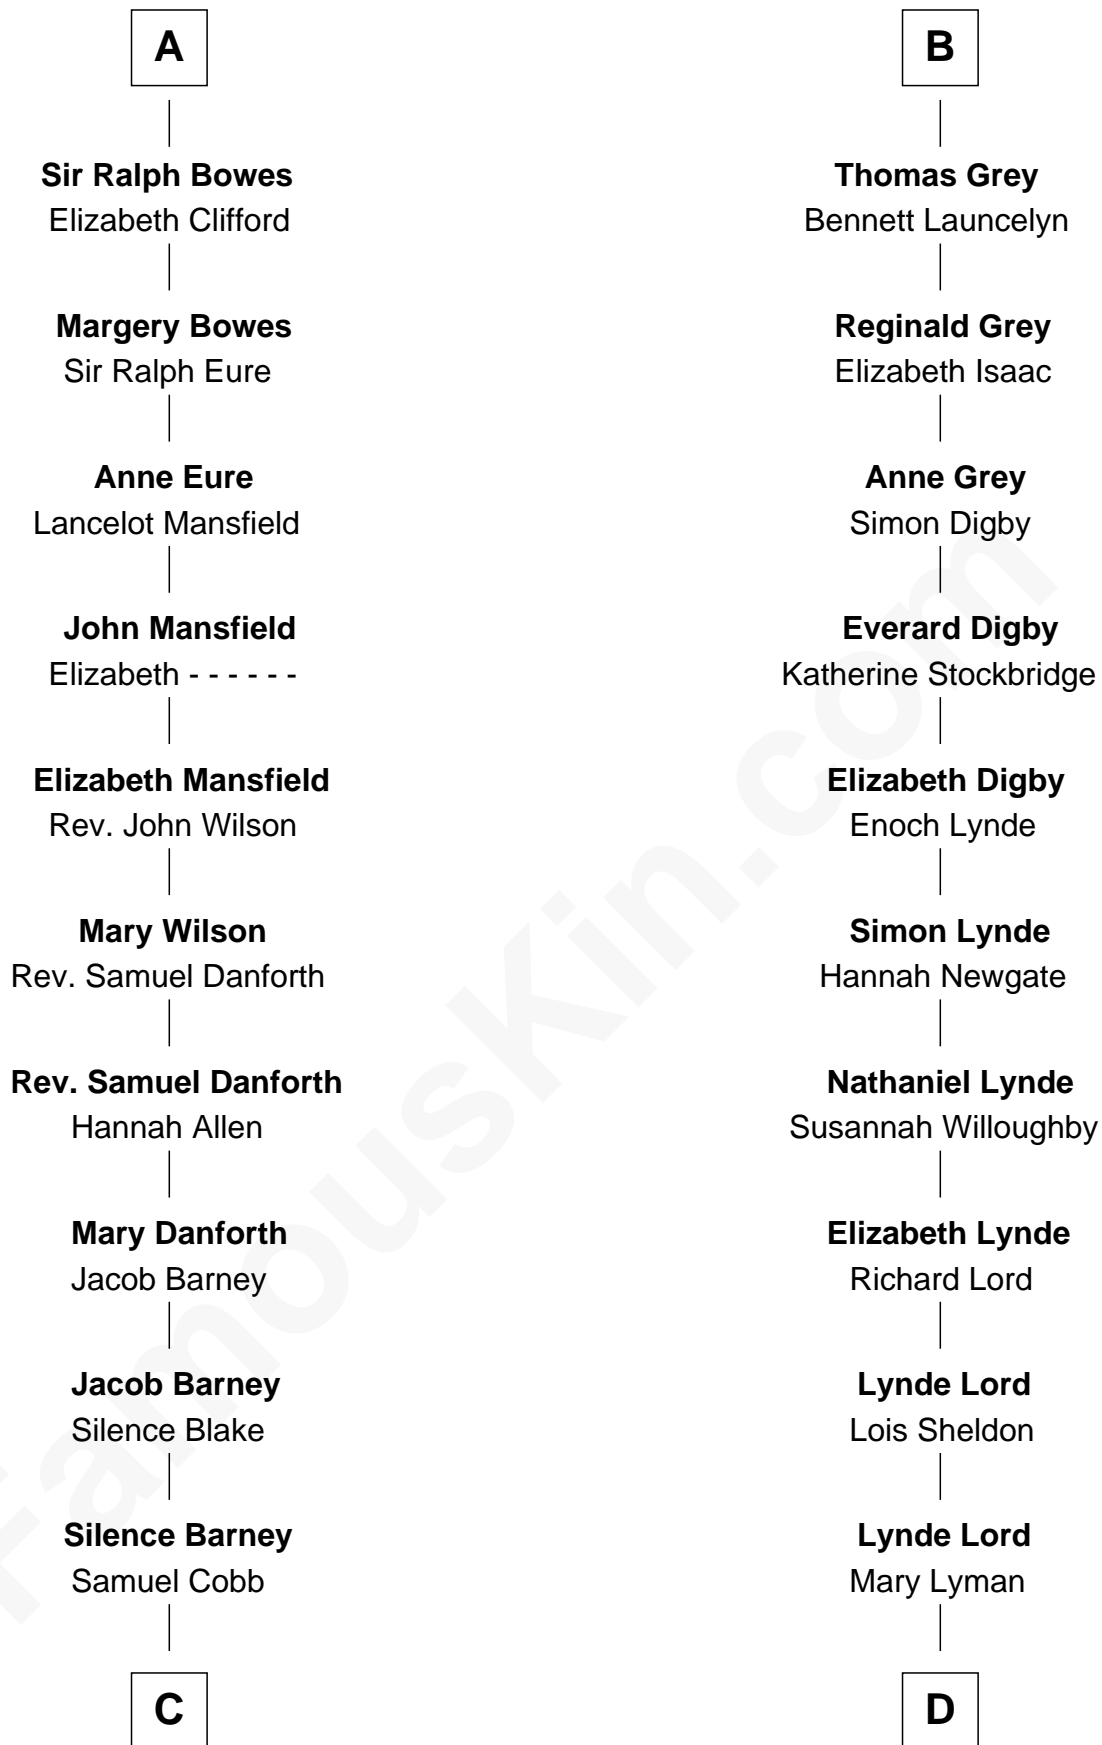 A
Sir Ralph Bowes
Elizabeth Clifford
Margery Bowes
Sir Ralph Eure
Anne Eure
Lancelot Mansfield
John Mansfield
Elizabeth - - - - - -
Elizabeth Mansfield
Rev. John Wilson
Mary Wilson
Rev. Samuel Danforth
Rev. Samuel Danforth
Hannah Allen
Mary Danforth
Jacob Barney
Jacob Barney
Silence Blake
Silence Barney
Samuel Cobb
C
B
Thomas Grey
Bennett Launcelyn
Reginald Grey
Elizabeth Isaac
Anne Grey
Simon Digby
Everard Digby
Katherine Stockbridge
Elizabeth Digby
Enoch Lynde
Simon Lynde
Hannah Newgate
Nathaniel Lynde
Susannah Willoughby
Elizabeth Lynde
Richard Lord
Lynde Lord
Lois Sheldon
Lynde Lord
Mary Lyman
D
FamousKin.com